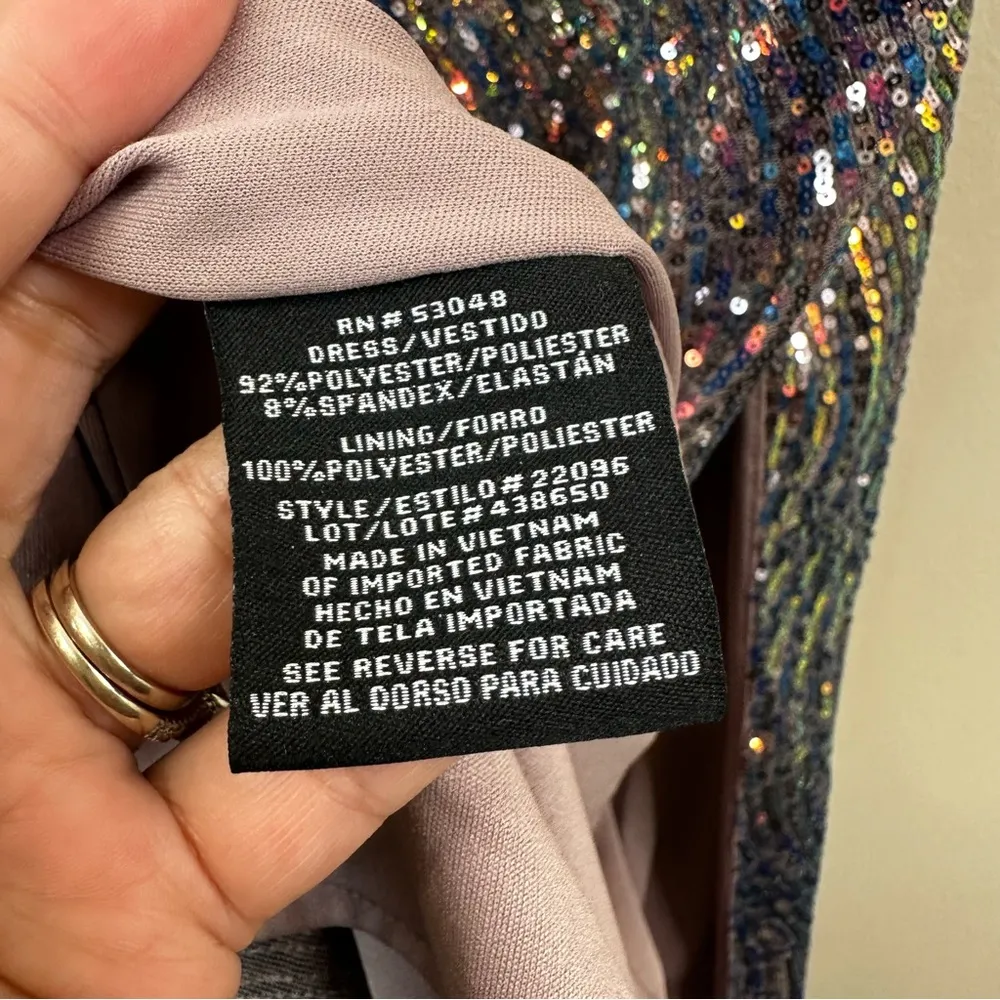 RN # 53048
DRESS/VESTIDO
92%POLYESTER/POLIESTER
8%SPANDEX/ELASTÁN
LINING/FORRO
100%POLYESTER/POLIESTER
STYLE/ESTILO# 22096
LOT/LOTE#438650
MADE IN VIETNAM
OF IMPORTED FABRIC
HECHO EN VIETNAM
DE TELA IMPORTADA
SEE REVERSE FOR CARE
VER AL DORSO PARA CUIDADO